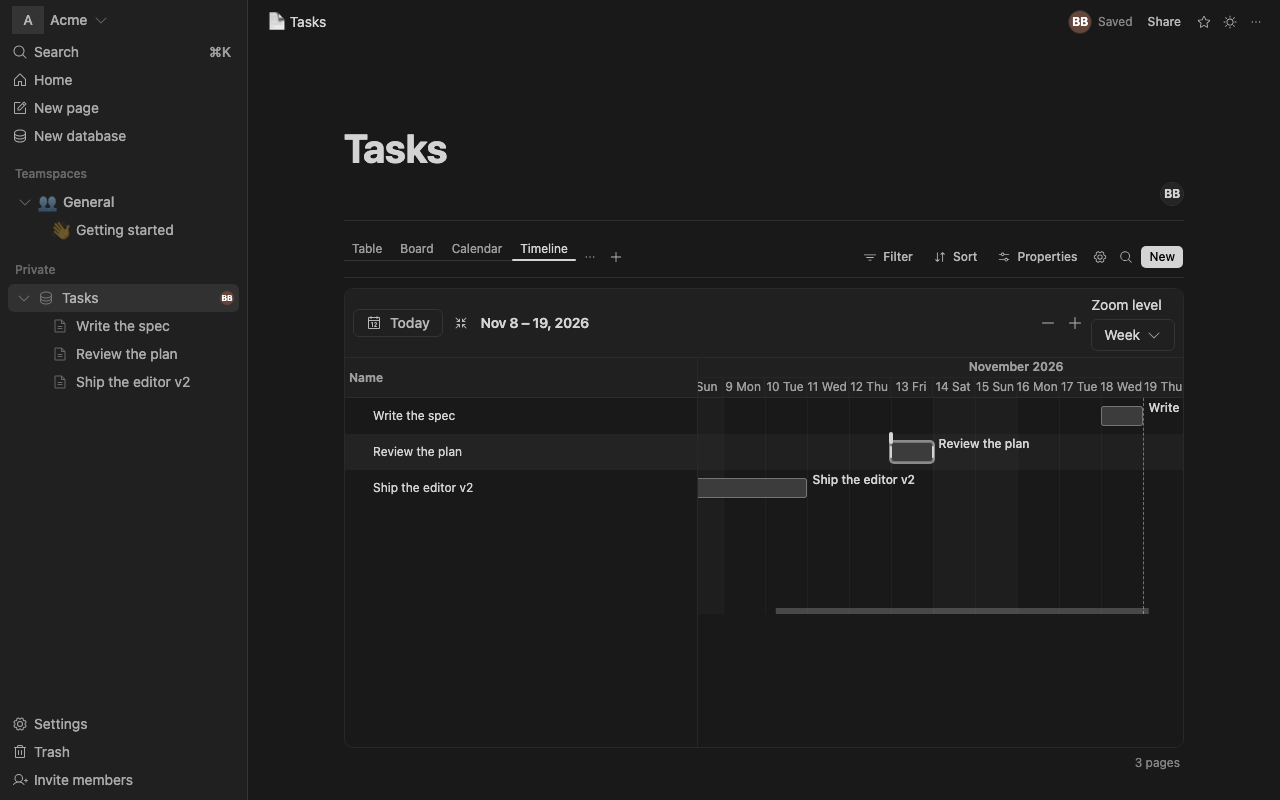 A Acme
Search ⌘K
Home
New page
New database
Teamspaces
General
Getting started
Private
Tasks BB
Write the spec
Review the plan
Ship the editor v2
Settings
Trash
Invite members
Tasks
BB Saved Share
Tasks
BB
Table Board Calendar Timeline
Filter Sort Properties New
12 Today Nov 8 – 19, 2026
Zoom level
Week
Name
November 2026
Sun 9 Mon 10 Tue 11 Wed 12 Thu 13 Fri 14 Sat 15 Sun 16 Mon 17 Tue 18 Wed 19 Thu
Write the spec Write
Review the plan Review the plan
Ship the editor v2 Ship the editor v2
3 pages